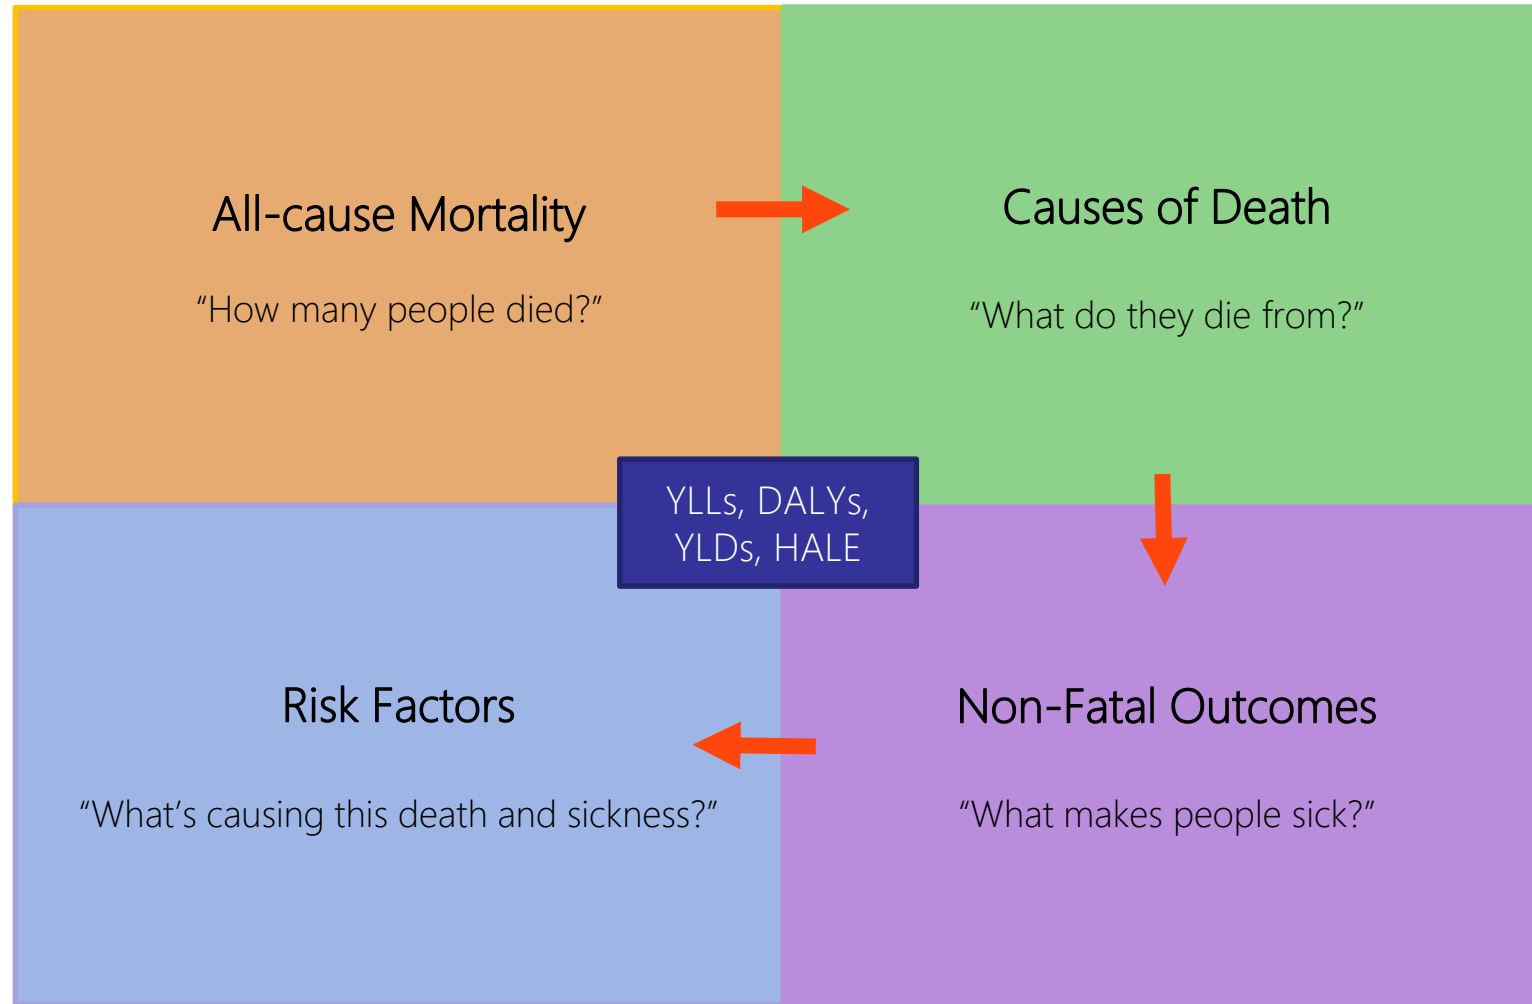 All-cause Mortality
“How many people died?”
Causes of Death
“What do they die from?”
YLLs, DALYs,
YLDs, HALE
Risk Factors
“What’s causing this death and sickness?”
Non-Fatal Outcomes
“What makes people sick?”